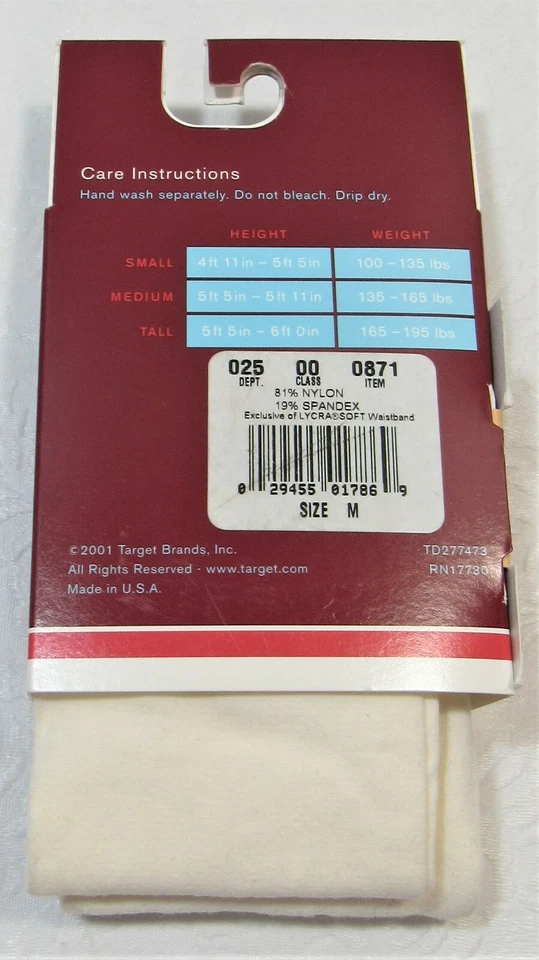 Care Instructions
Hand wash separately. Do not bleach. Drip dry.
HEIGHT WEIGHT
SMALL 4 ft 11 in – 5 ft 5 in 100 – 135 lbs
MEDIUM 5 ft 5 in – 5 ft 11 in 135 – 165 lbs
TALL 5 ft 5 in – 6 ft 0 in 165 – 195 lbs
025 00 0871
DEPT. CLASS ITEM
81% NYLON
19% SPANDEX
Exclusive of LYCRA®SOFT Waistband
0 29455 01786 9
SIZE M
©2001 Target Brands, Inc. TD277473
All Rights Reserved - www.target.com RN17730
Made in U.S.A.